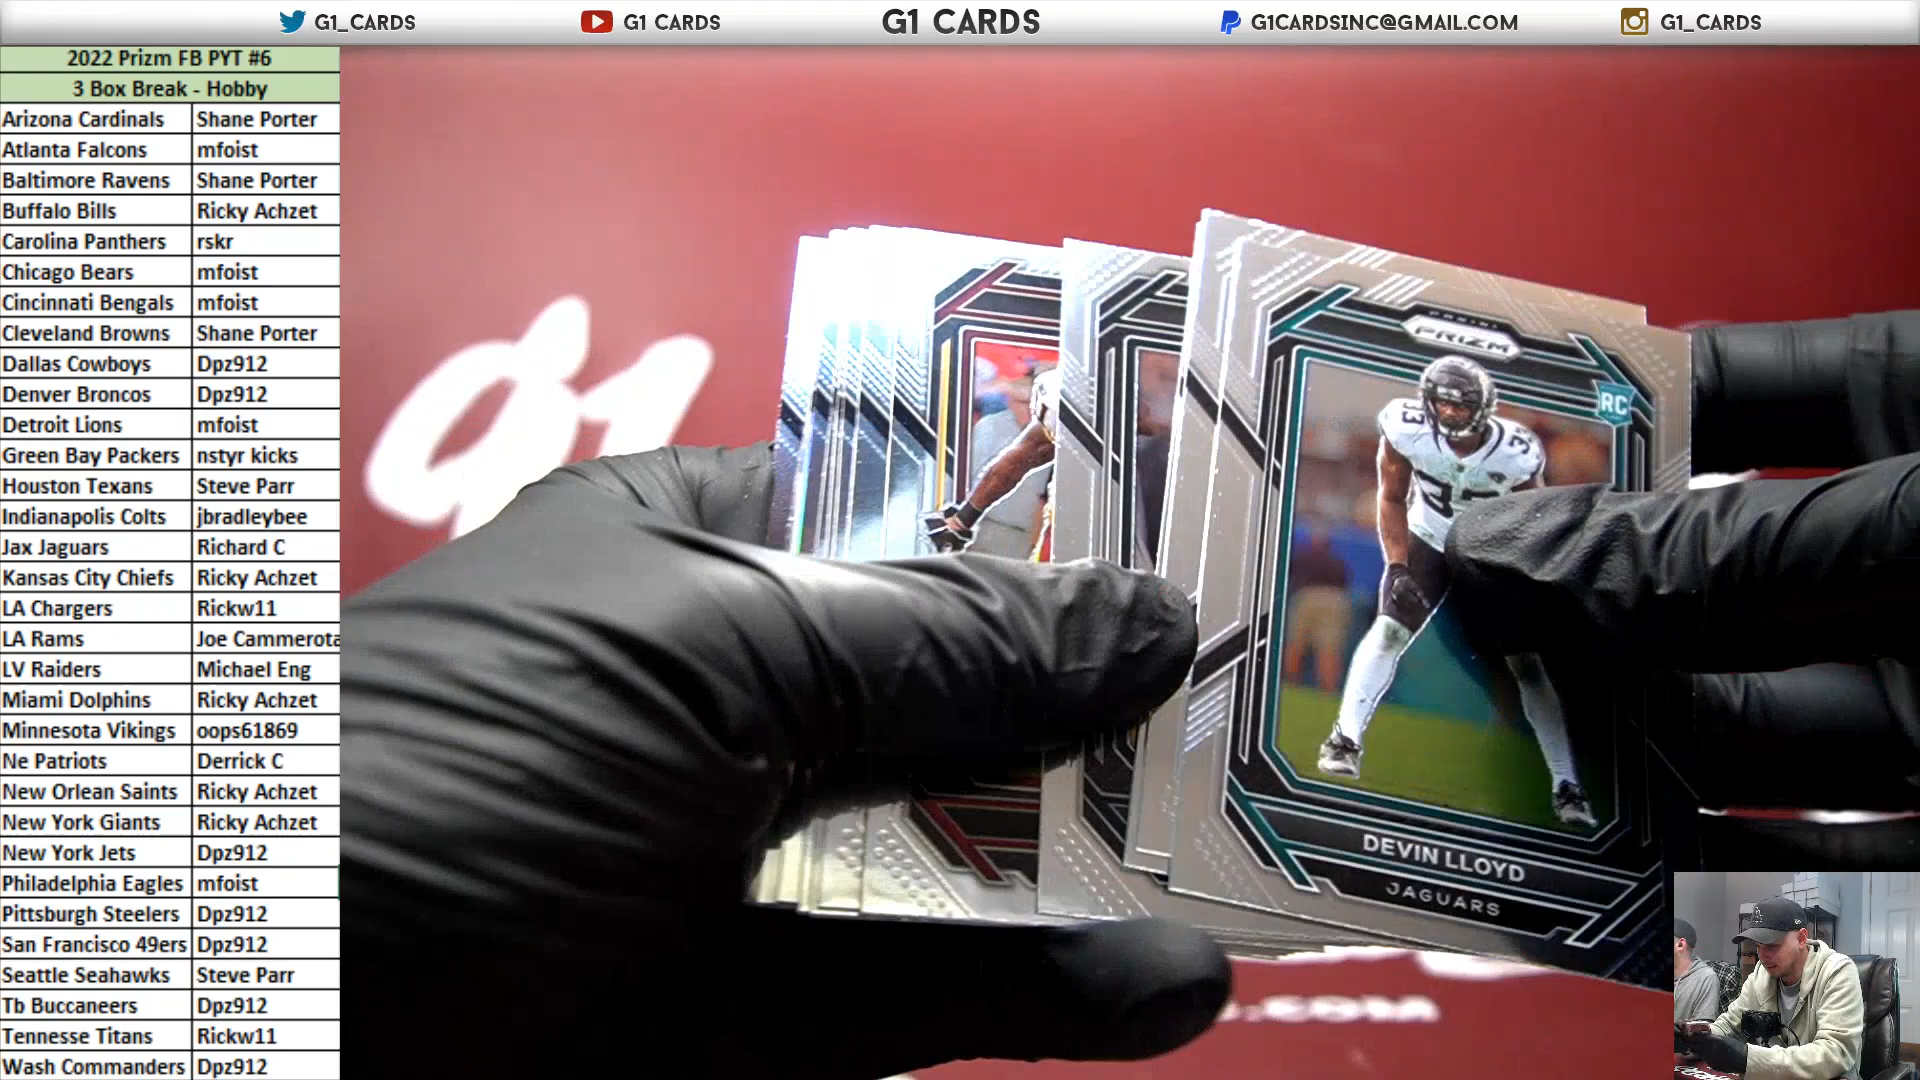 G1_CARDS
G1 CARDS
G1 CARDS
G1CARDSINC@GMAIL.COM
G1_CARDS
2022 Prizm FB PYT #6
3 Box Break - Hobby
Arizona Cardinals Shane Porter
Atlanta Falcons mfoist
Baltimore Ravens Shane Porter
Buffalo Bills Ricky Achzet
Carolina Panthers rskr
Chicago Bears mfoist
Cincinnati Bengals mfoist
Cleveland Browns Shane Porter
Dallas Cowboys Dpz912
Denver Broncos Dpz912
Detroit Lions mfoist
Green Bay Packers nstyr kicks
Houston Texans Steve Parr
Indianapolis Colts jbradleybee
Jax Jaguars Richard C
Kansas City Chiefs Ricky Achzet
LA Chargers Rickw11
LA Rams Joe Cammerota
LV Raiders Michael Eng
Miami Dolphins Ricky Achzet
Minnesota Vikings oops61869
Ne Patriots Derrick C
New Orlean Saints Ricky Achzet
New York Giants Ricky Achzet
New York Jets Dpz912
Philadelphia Eagles mfoist
Pittsburgh Steelers Dpz912
San Francisco 49ers Dpz912
Seattle Seahawks Steve Parr
Tb Buccaneers Dpz912
Tennesse Titans Rickw11
Wash Commanders Dpz912
g1
PANINI
PRIZM
RC
33
33
DEVIN LLOYD
JAGUARS
.COM